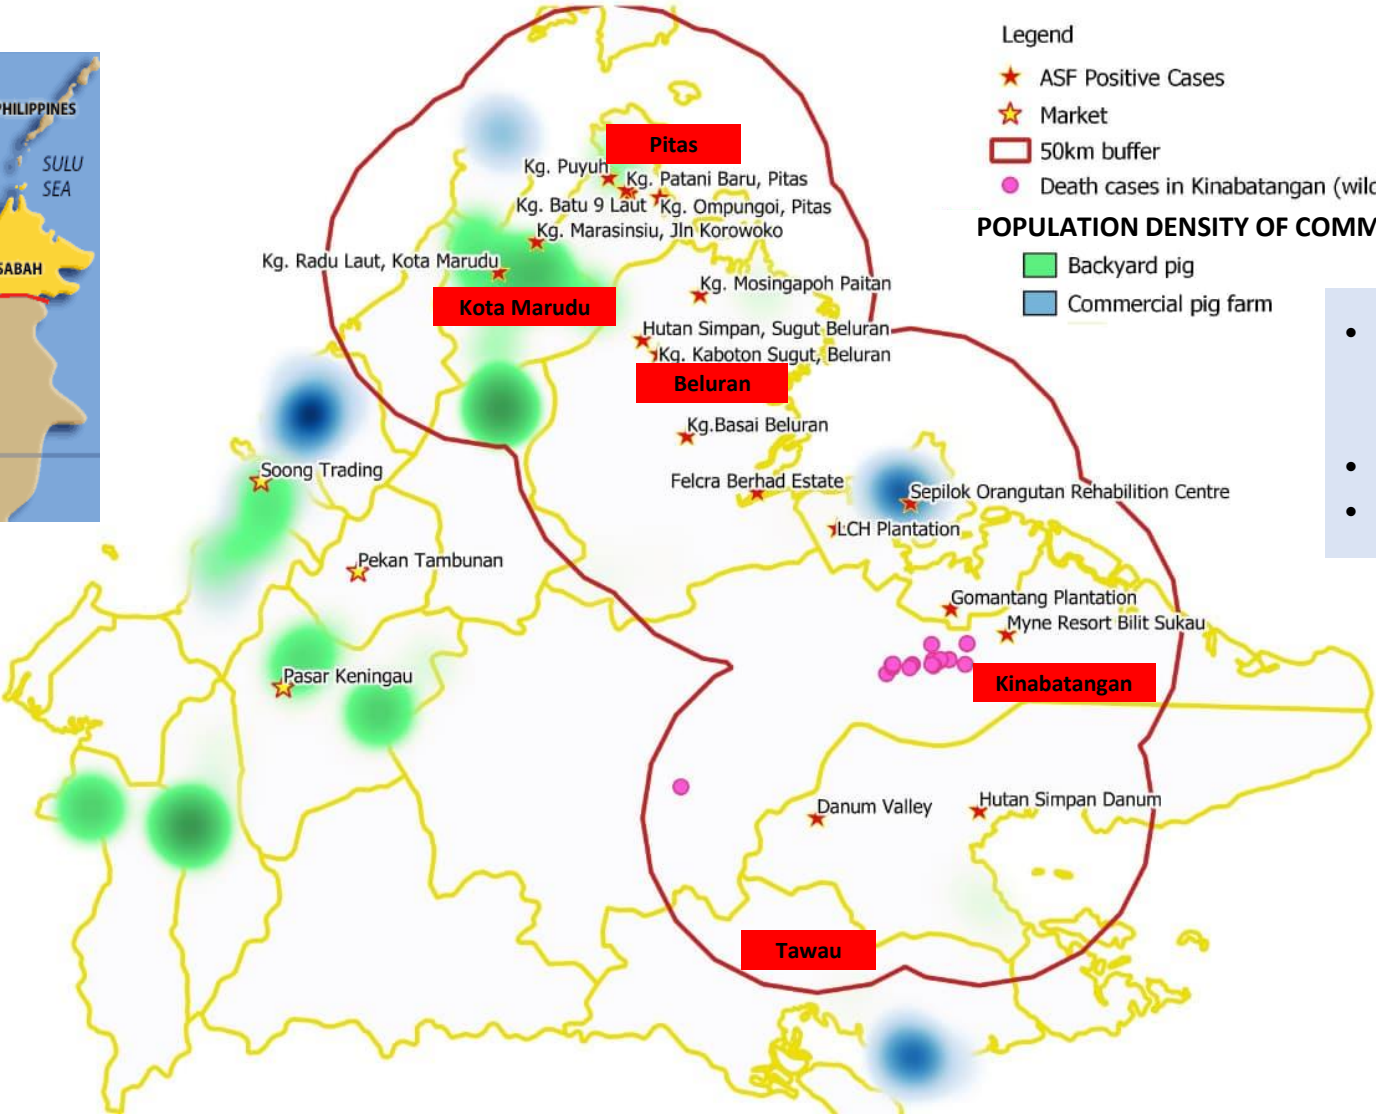 PHILIPPINES
SULU
SEA
SABAH
Legend
ASF Positive Cases
Market
50km buffer
Death cases in Kinabatangan (wild
POPULATION DENSITY OF COMM
Backyard pig
Commercial pig farm
Pitas
Kg. Puyuh
Kg. Patani Baru, Pitas
Kg. Batu 9 Laut
Kg. Ompungoi, Pitas
Kg. Marasinsiu, Jln Korowoko
Kg. Radu Laut, Kota Marudu
Kg. Mosingapoh Paitan
Kota Marudu
Hutan Simpan, Sugut Beluran
Kg. Kaboton Sugut, Beluran
Beluran
Kg.Basai Beluran
Soong Trading
Felcra Berhad Estate
Sepilok Orangutan Rehabilition Centre
LCH Plantation
Pekan Tambunan
Gomantang Plantation
Myne Resort Bilit Sukau
Pasar Keningau
Kinabatangan
Danum Valley
Hutan Simpan Danum
Tawau